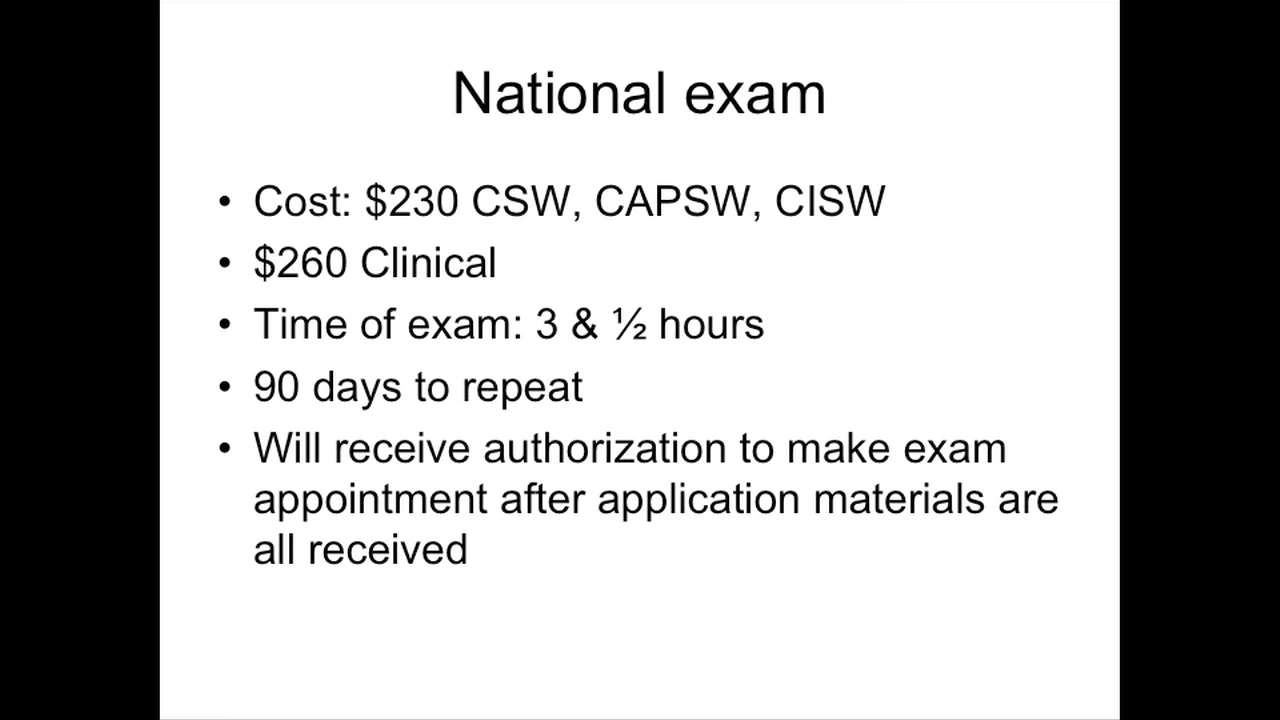 National exam
• Cost: $230 CSW, CAPSW, CISW
• $260 Clinical
• Time of exam: 3 & ½ hours
• 90 days to repeat
• Will receive authorization to make exam
appointment after application materials are
all received